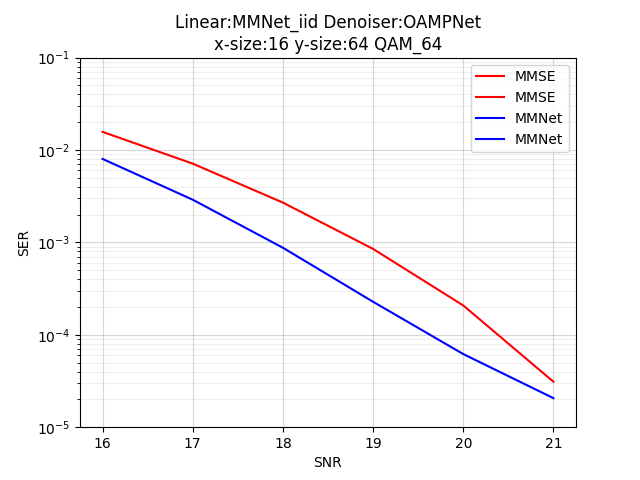 Linear:MMNet_iid Denoiser:OAMPNet
x-size:16 y-size:64 QAM_64
MMSE
MMSE
MMNet
MMNet
10⁻¹
10⁻²
10⁻³
10⁻⁴
10⁻⁵
SER
16 17 18 19 20 21
SNR